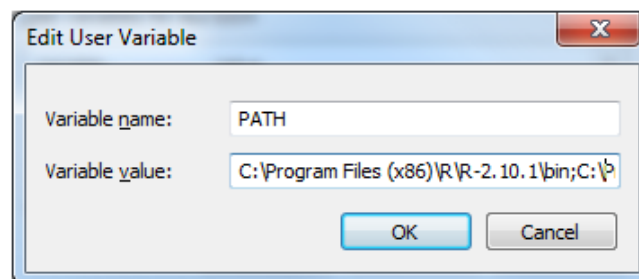 Edit User Variable
Variable name: PATH
Variable value: C:\Program Files (x86)\R\R-2.10.1\bin;C:\P
OK Cancel